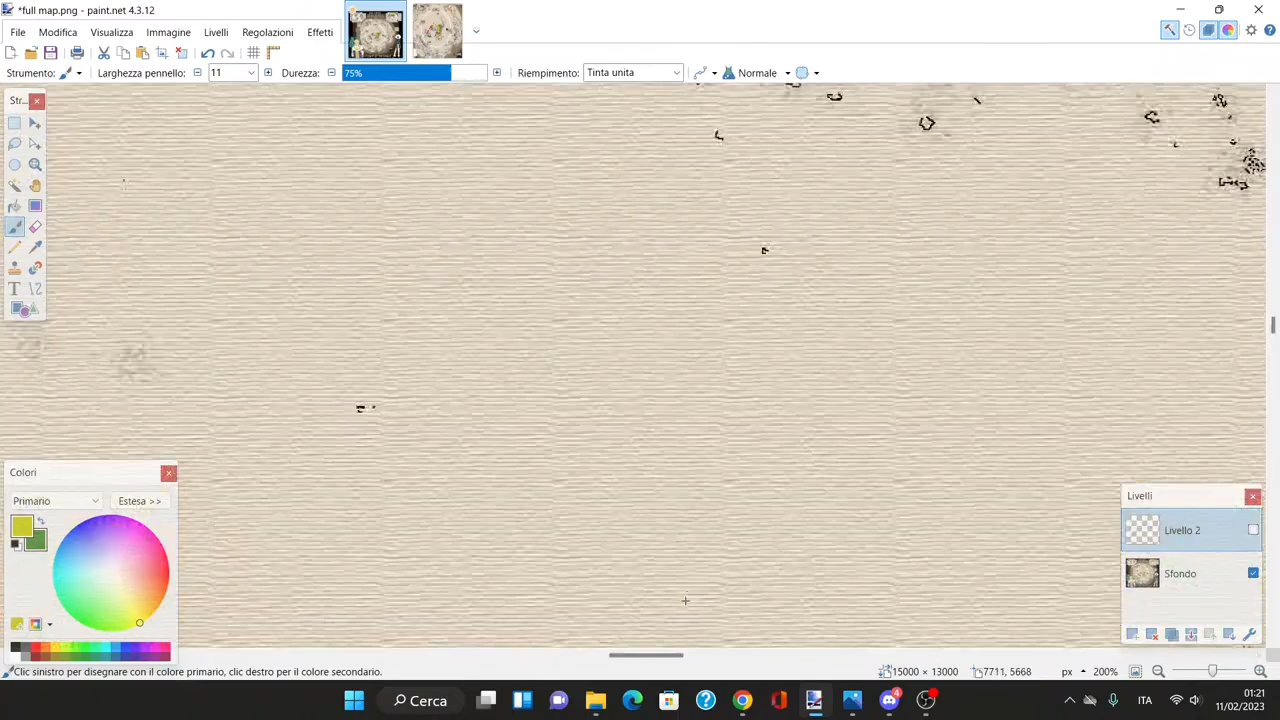 *full map.png - paint.net 4.3.12
File Modifica Visualizza Immagine Livelli Regolazioni Effetti
Strumento: Larghezza pennello: 11 Durezza: 75% Riempimento: Tinta unita Normale
Str...
Colori
Primario Estesa >>
Livelli
Livello 2
Sfondo
Clic sinistro per disegnare con il colore primario, clic destro per il colore secondario. 15000 × 13000 7711, 5668 px 200%
Cerca 4 ITA 01:21
11/02/2023